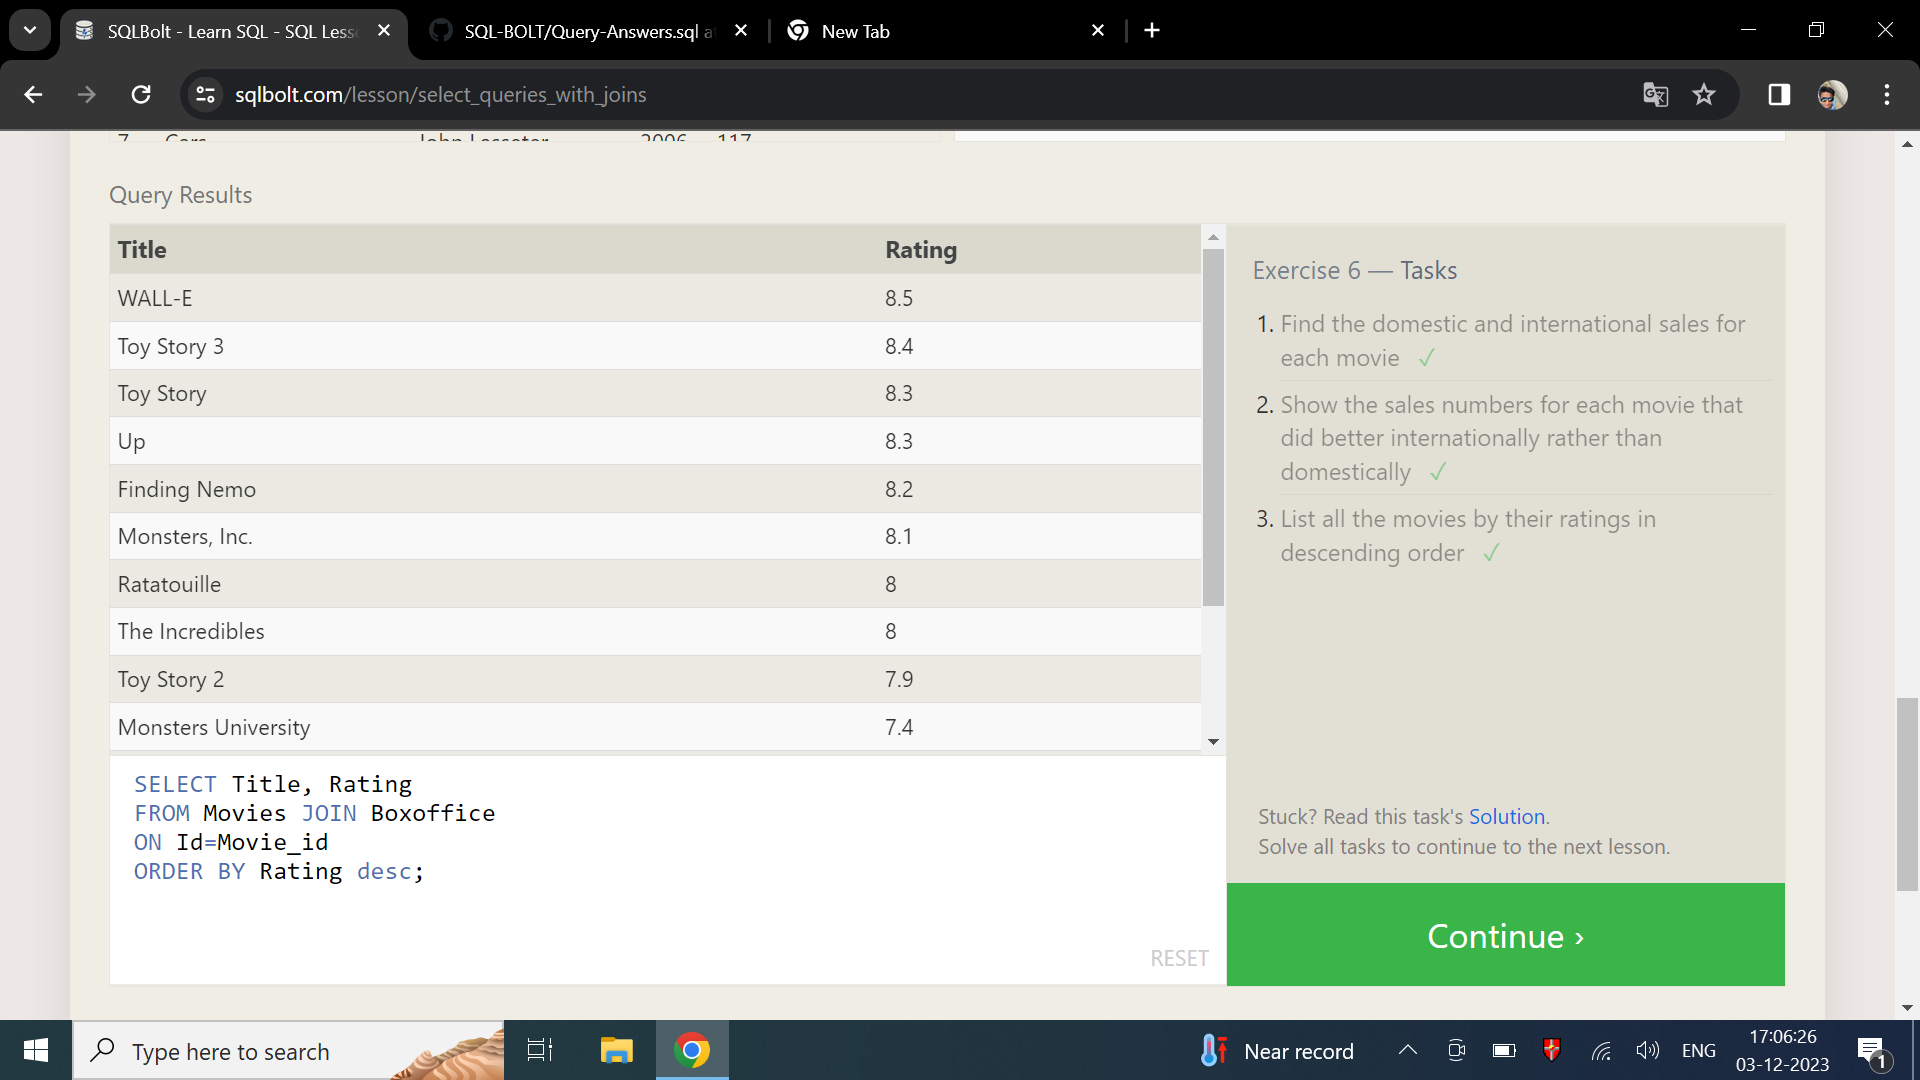 SQLBolt - Learn SQL - SQL Less
SQL-BOLT/Query-Answers.sql a
New Tab
sqlbolt.com/lesson/select_queries_with_joins
7 Cars John Lasseter 2006 117
Query Results
Title Rating
WALL-E 8.5
Toy Story 3 8.4
Toy Story 8.3
Up 8.3
Finding Nemo 8.2
Monsters, Inc. 8.1
Ratatouille 8
The Incredibles 8
Toy Story 2 7.9
Monsters University 7.4
SELECT Title, Rating
FROM Movies JOIN Boxoffice
ON Id=Movie_id
ORDER BY Rating desc;
RESET
Exercise 6 — Tasks
1. Find the domestic and international sales for
each movie ✓
2. Show the sales numbers for each movie that
did better internationally rather than
domestically ✓
3. List all the movies by their ratings in
descending order ✓
Stuck? Read this task's Solution.
Solve all tasks to continue to the next lesson.
Continue ›
Type here to search
Near record
ENG
17:06:26
03-12-2023
1